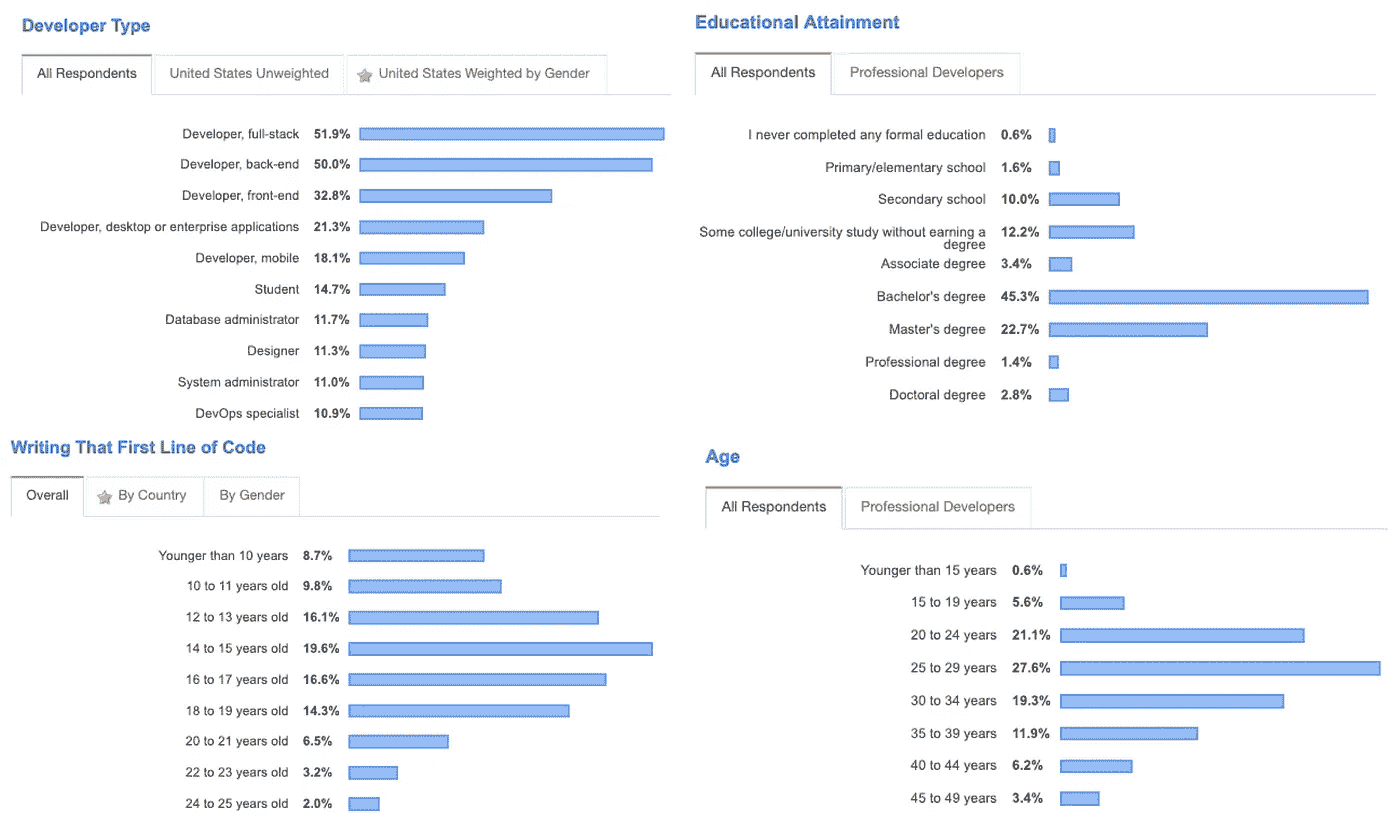 Developer Type
All Respondents United States Unweighted United States Weighted by Gender
Developer, full-stack 51.9%
Developer, back-end 50.0%
Developer, front-end 32.8%
Developer, desktop or enterprise applications 21.3%
Developer, mobile 18.1%
Student 14.7%
Database administrator 11.7%
Designer 11.3%
System administrator 11.0%
DevOps specialist 10.9%
Educational Attainment
All Respondents Professional Developers
I never completed any formal education 0.6%
Primary/elementary school 1.6%
Secondary school 10.0%
Some college/university study without earning a 12.2%
degree
Associate degree 3.4%
Bachelor's degree 45.3%
Master's degree 22.7%
Professional degree 1.4%
Doctoral degree 2.8%
Writing That First Line of Code
Overall By Country By Gender
Younger than 10 years 8.7%
10 to 11 years old 9.8%
12 to 13 years old 16.1%
14 to 15 years old 19.6%
16 to 17 years old 16.6%
18 to 19 years old 14.3%
20 to 21 years old 6.5%
22 to 23 years old 3.2%
24 to 25 years old 2.0%
Age
All Respondents Professional Developers
Younger than 15 years 0.6%
15 to 19 years 5.6%
20 to 24 years 21.1%
25 to 29 years 27.6%
30 to 34 years 19.3%
35 to 39 years 11.9%
40 to 44 years 6.2%
45 to 49 years 3.4%